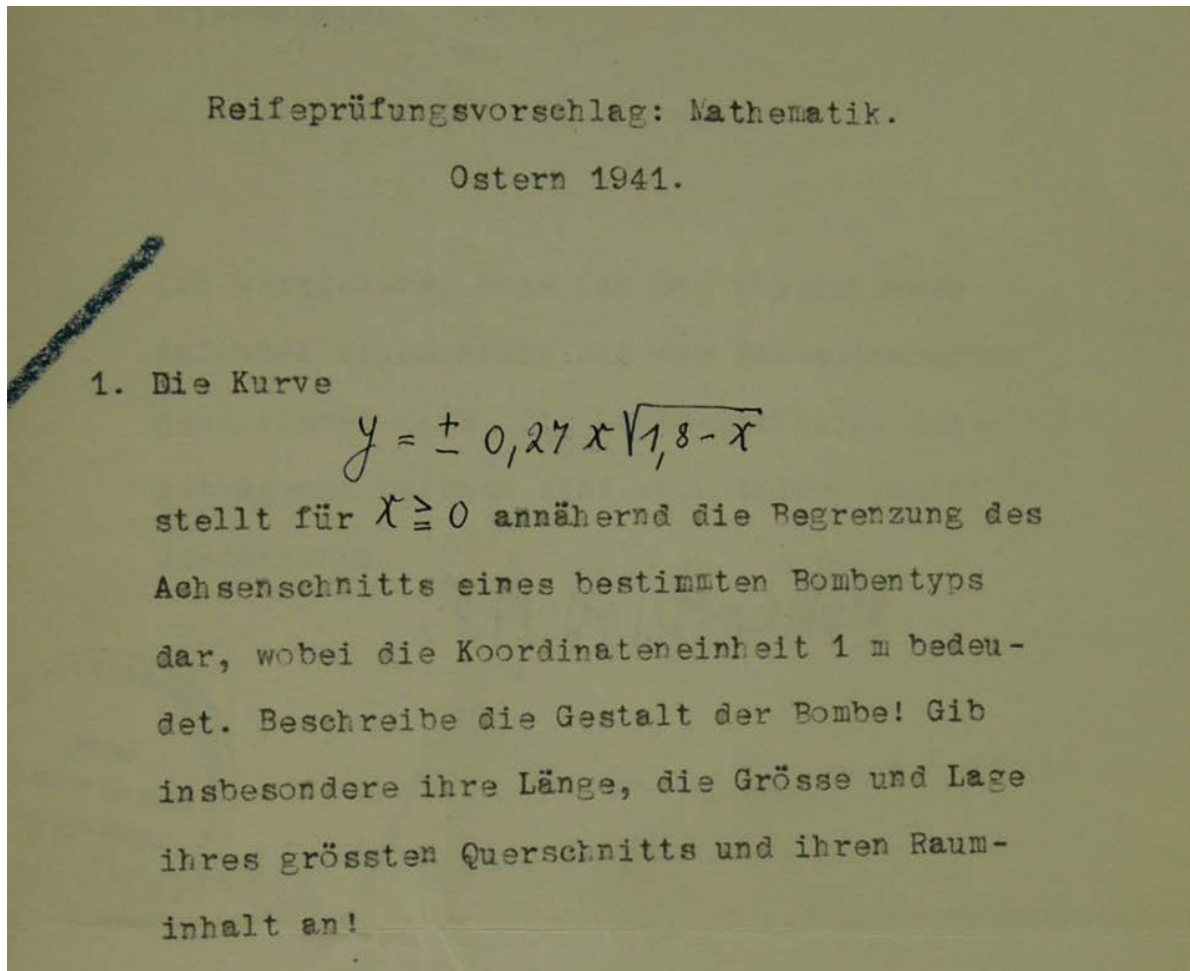 Reifeprüfungsvorschlag: Mathematik.
Ostern 1941.
1. Die Kurve
y = ± 0,27 x √1,8 - x
stellt für x ≧ 0 annähernd die Begrenzung des
Achsenschnitts eines bestimmten Bombentyps
dar, wobei die Koordinateneinheit 1 m bedeu-
det. Beschreibe die Gestalt der Bombe! Gib
insbesondere ihre Länge, die Grösse und Lage
ihres grössten Querschnitts und ihren Raum-
inhalt an!